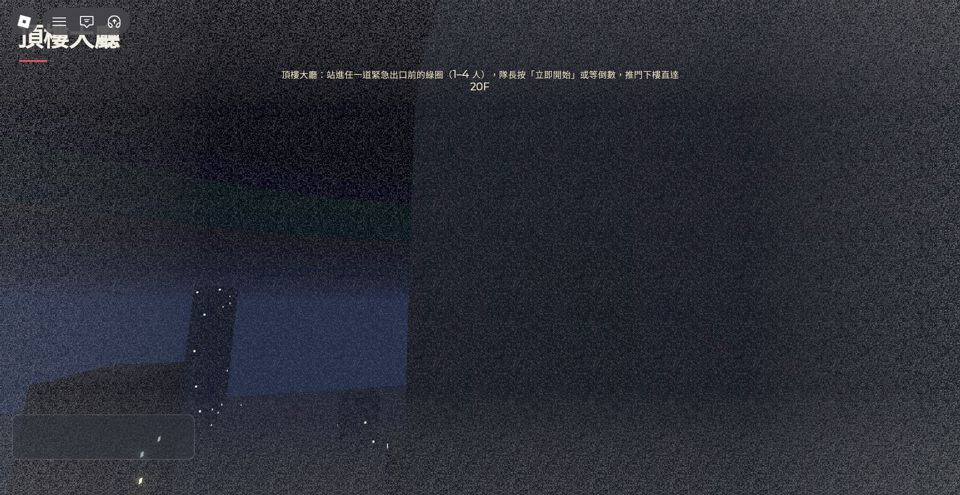 頂樓大廳
頂樓大廳：站進任一道緊急出口前的綠圈（1–4 人），隊長按「立即開始」或等倒數，推門下樓直達
20F